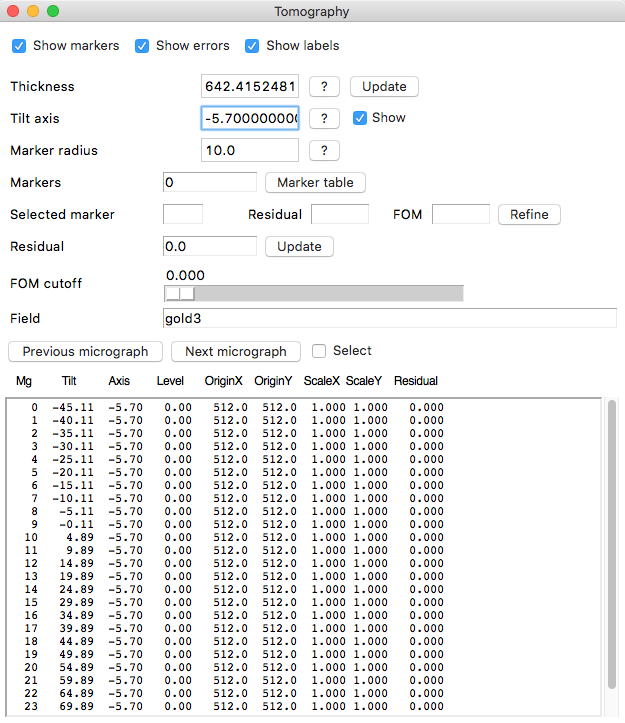 Tomography
Show markers Show errors Show labels
Thickness 642.4152481 ? Update
Tilt axis -5.7000000000 ? Show
Marker radius 10.0 ?
Markers 0 Marker table
Selected marker Residual FOM Refine
Residual 0.0 Update
FOM cutoff 0.000
Field gold3
Previous micrograph Next micrograph Select
Mg Tilt Axis Level OriginX OriginY ScaleX ScaleY Residual
0 -45.11 -5.70 0.00 512.0 512.0 1.000 1.000 0.000
1 -40.11 -5.70 0.00 512.0 512.0 1.000 1.000 0.000
2 -35.11 -5.70 0.00 512.0 512.0 1.000 1.000 0.000
3 -30.11 -5.70 0.00 512.0 512.0 1.000 1.000 0.000
4 -25.11 -5.70 0.00 512.0 512.0 1.000 1.000 0.000
5 -20.11 -5.70 0.00 512.0 512.0 1.000 1.000 0.000
6 -15.11 -5.70 0.00 512.0 512.0 1.000 1.000 0.000
7 -10.11 -5.70 0.00 512.0 512.0 1.000 1.000 0.000
8 -5.11 -5.70 0.00 512.0 512.0 1.000 1.000 0.000
9 -0.11 -5.70 0.00 512.0 512.0 1.000 1.000 0.000
10 4.89 -5.70 0.00 512.0 512.0 1.000 1.000 0.000
11 9.89 -5.70 0.00 512.0 512.0 1.000 1.000 0.000
12 14.89 -5.70 0.00 512.0 512.0 1.000 1.000 0.000
13 19.89 -5.70 0.00 512.0 512.0 1.000 1.000 0.000
14 24.89 -5.70 0.00 512.0 512.0 1.000 1.000 0.000
15 29.89 -5.70 0.00 512.0 512.0 1.000 1.000 0.000
16 34.89 -5.70 0.00 512.0 512.0 1.000 1.000 0.000
17 39.89 -5.70 0.00 512.0 512.0 1.000 1.000 0.000
18 44.89 -5.70 0.00 512.0 512.0 1.000 1.000 0.000
19 49.89 -5.70 0.00 512.0 512.0 1.000 1.000 0.000
20 54.89 -5.70 0.00 512.0 512.0 1.000 1.000 0.000
21 59.89 -5.70 0.00 512.0 512.0 1.000 1.000 0.000
22 64.89 -5.70 0.00 512.0 512.0 1.000 1.000 0.000
23 69.89 -5.70 0.00 512.0 512.0 1.000 1.000 0.000